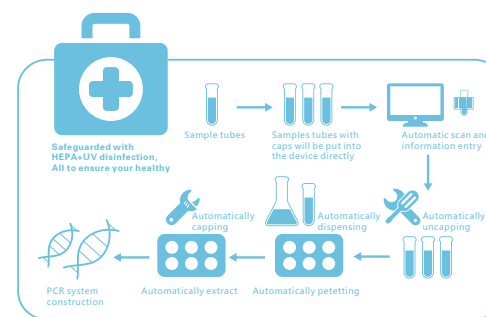 Safeguarded with
HEPA+UV disinfection,
All to ensure your healthy
Sample tubes
Samples tubes with
caps will be put into
the device directly
Automatic scan and
information entry
Automatically
uncapping
Automatically
dispensing
Automatically
capping
Automatically petetting
Automatically extract
PCR system
construction